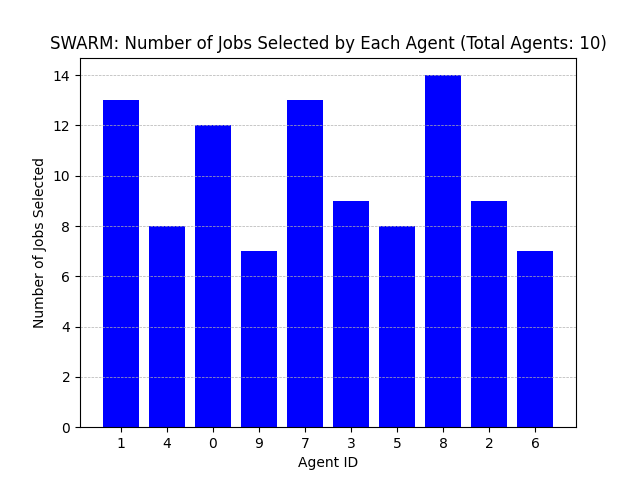 SWARM: Number of Jobs Selected by Each Agent (Total Agents: 10)
14
12
10
8
6
4
2
0
Number of Jobs Selected
1 4 0 9 7 3 5 8 2 6
Agent ID